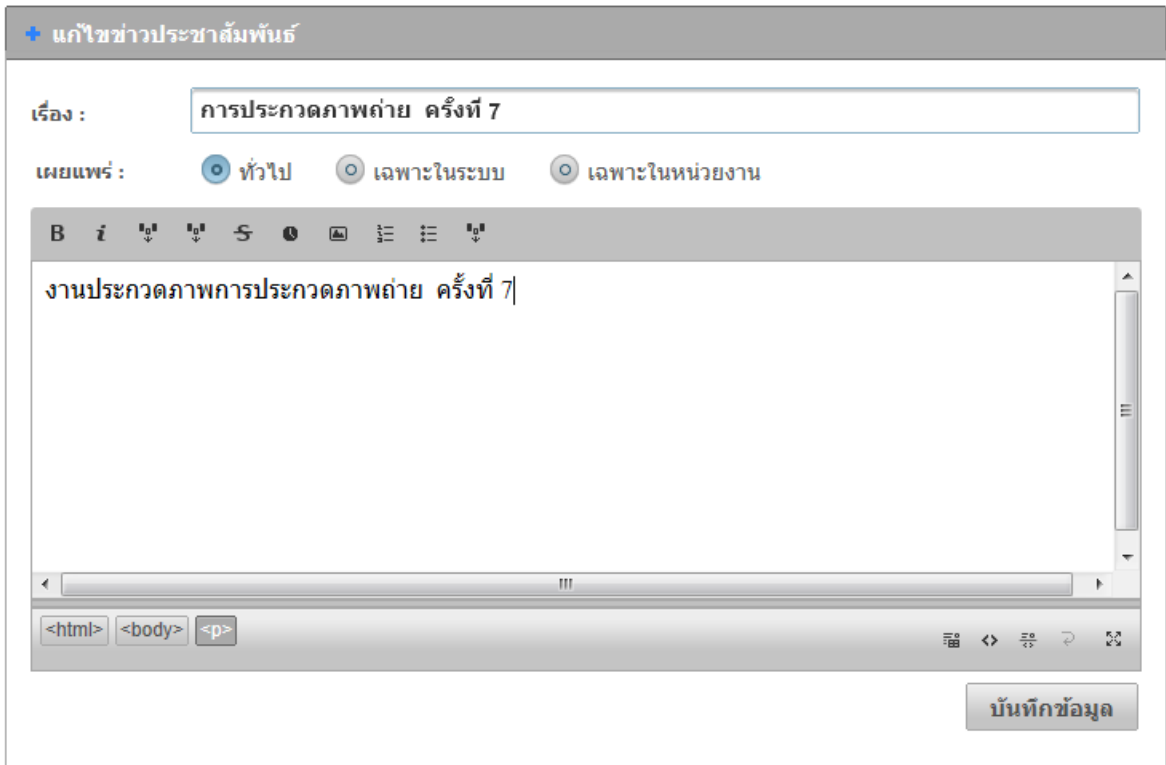 แก้ไขข่าวประชาสัมพันธ์
เรื่อง : การประกวดภาพถ่าย ครั้งที่ 7
เผยแพร่ : ทั่วไป เฉพาะในระบบ เฉพาะในหน่วยงาน
B i S
งานประกวดภาพการประกวดภาพถ่าย ครั้งที่ 7
<html> <body> <p>
บันทึกข้อมูล